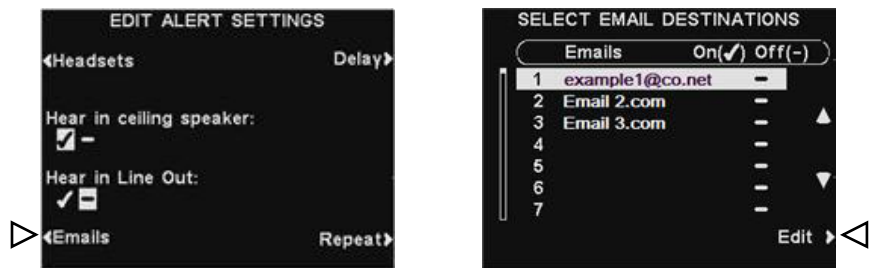 EDIT ALERT SETTINGS
Headsets Delay
Hear in ceiling speaker:
✓ –
Hear in Line Out:
✓ –
Emails Repeat
SELECT EMAIL DESTINATIONS
Emails On(✓) Off(–)
1 example1@co.net –
2 Email 2.com –
3 Email 3.com –
4 –
5 –
6 –
7 –
Edit